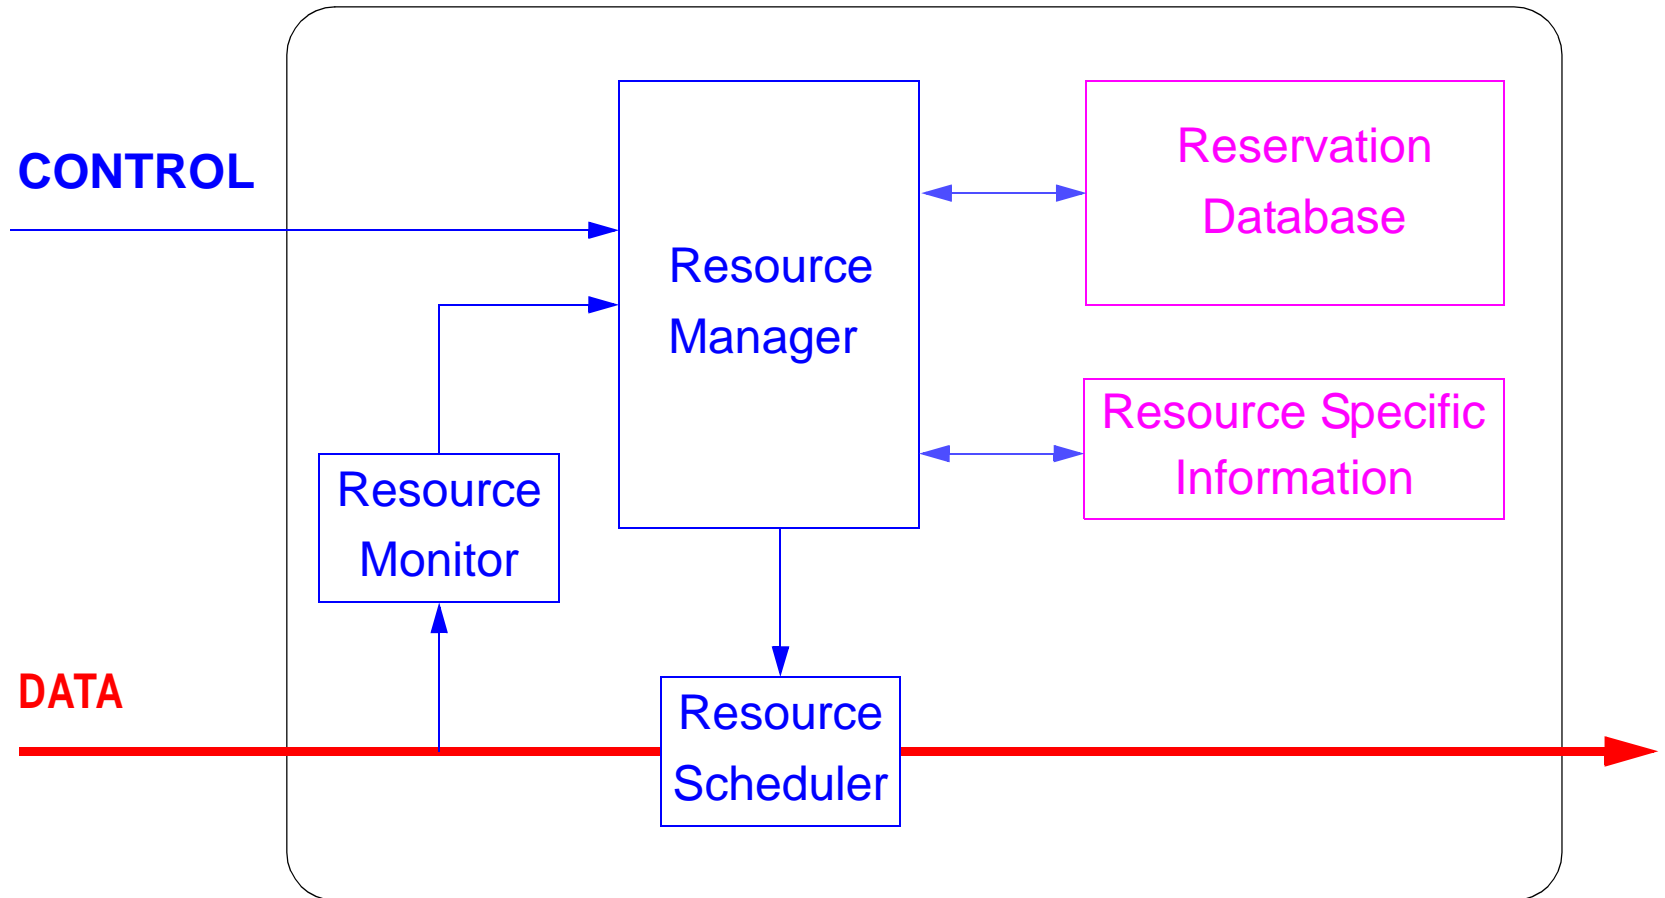 CONTROL
Reservation
Database
Resource
Manager
Resource Specific
Information
Resource
Monitor
DATA
Resource
Scheduler